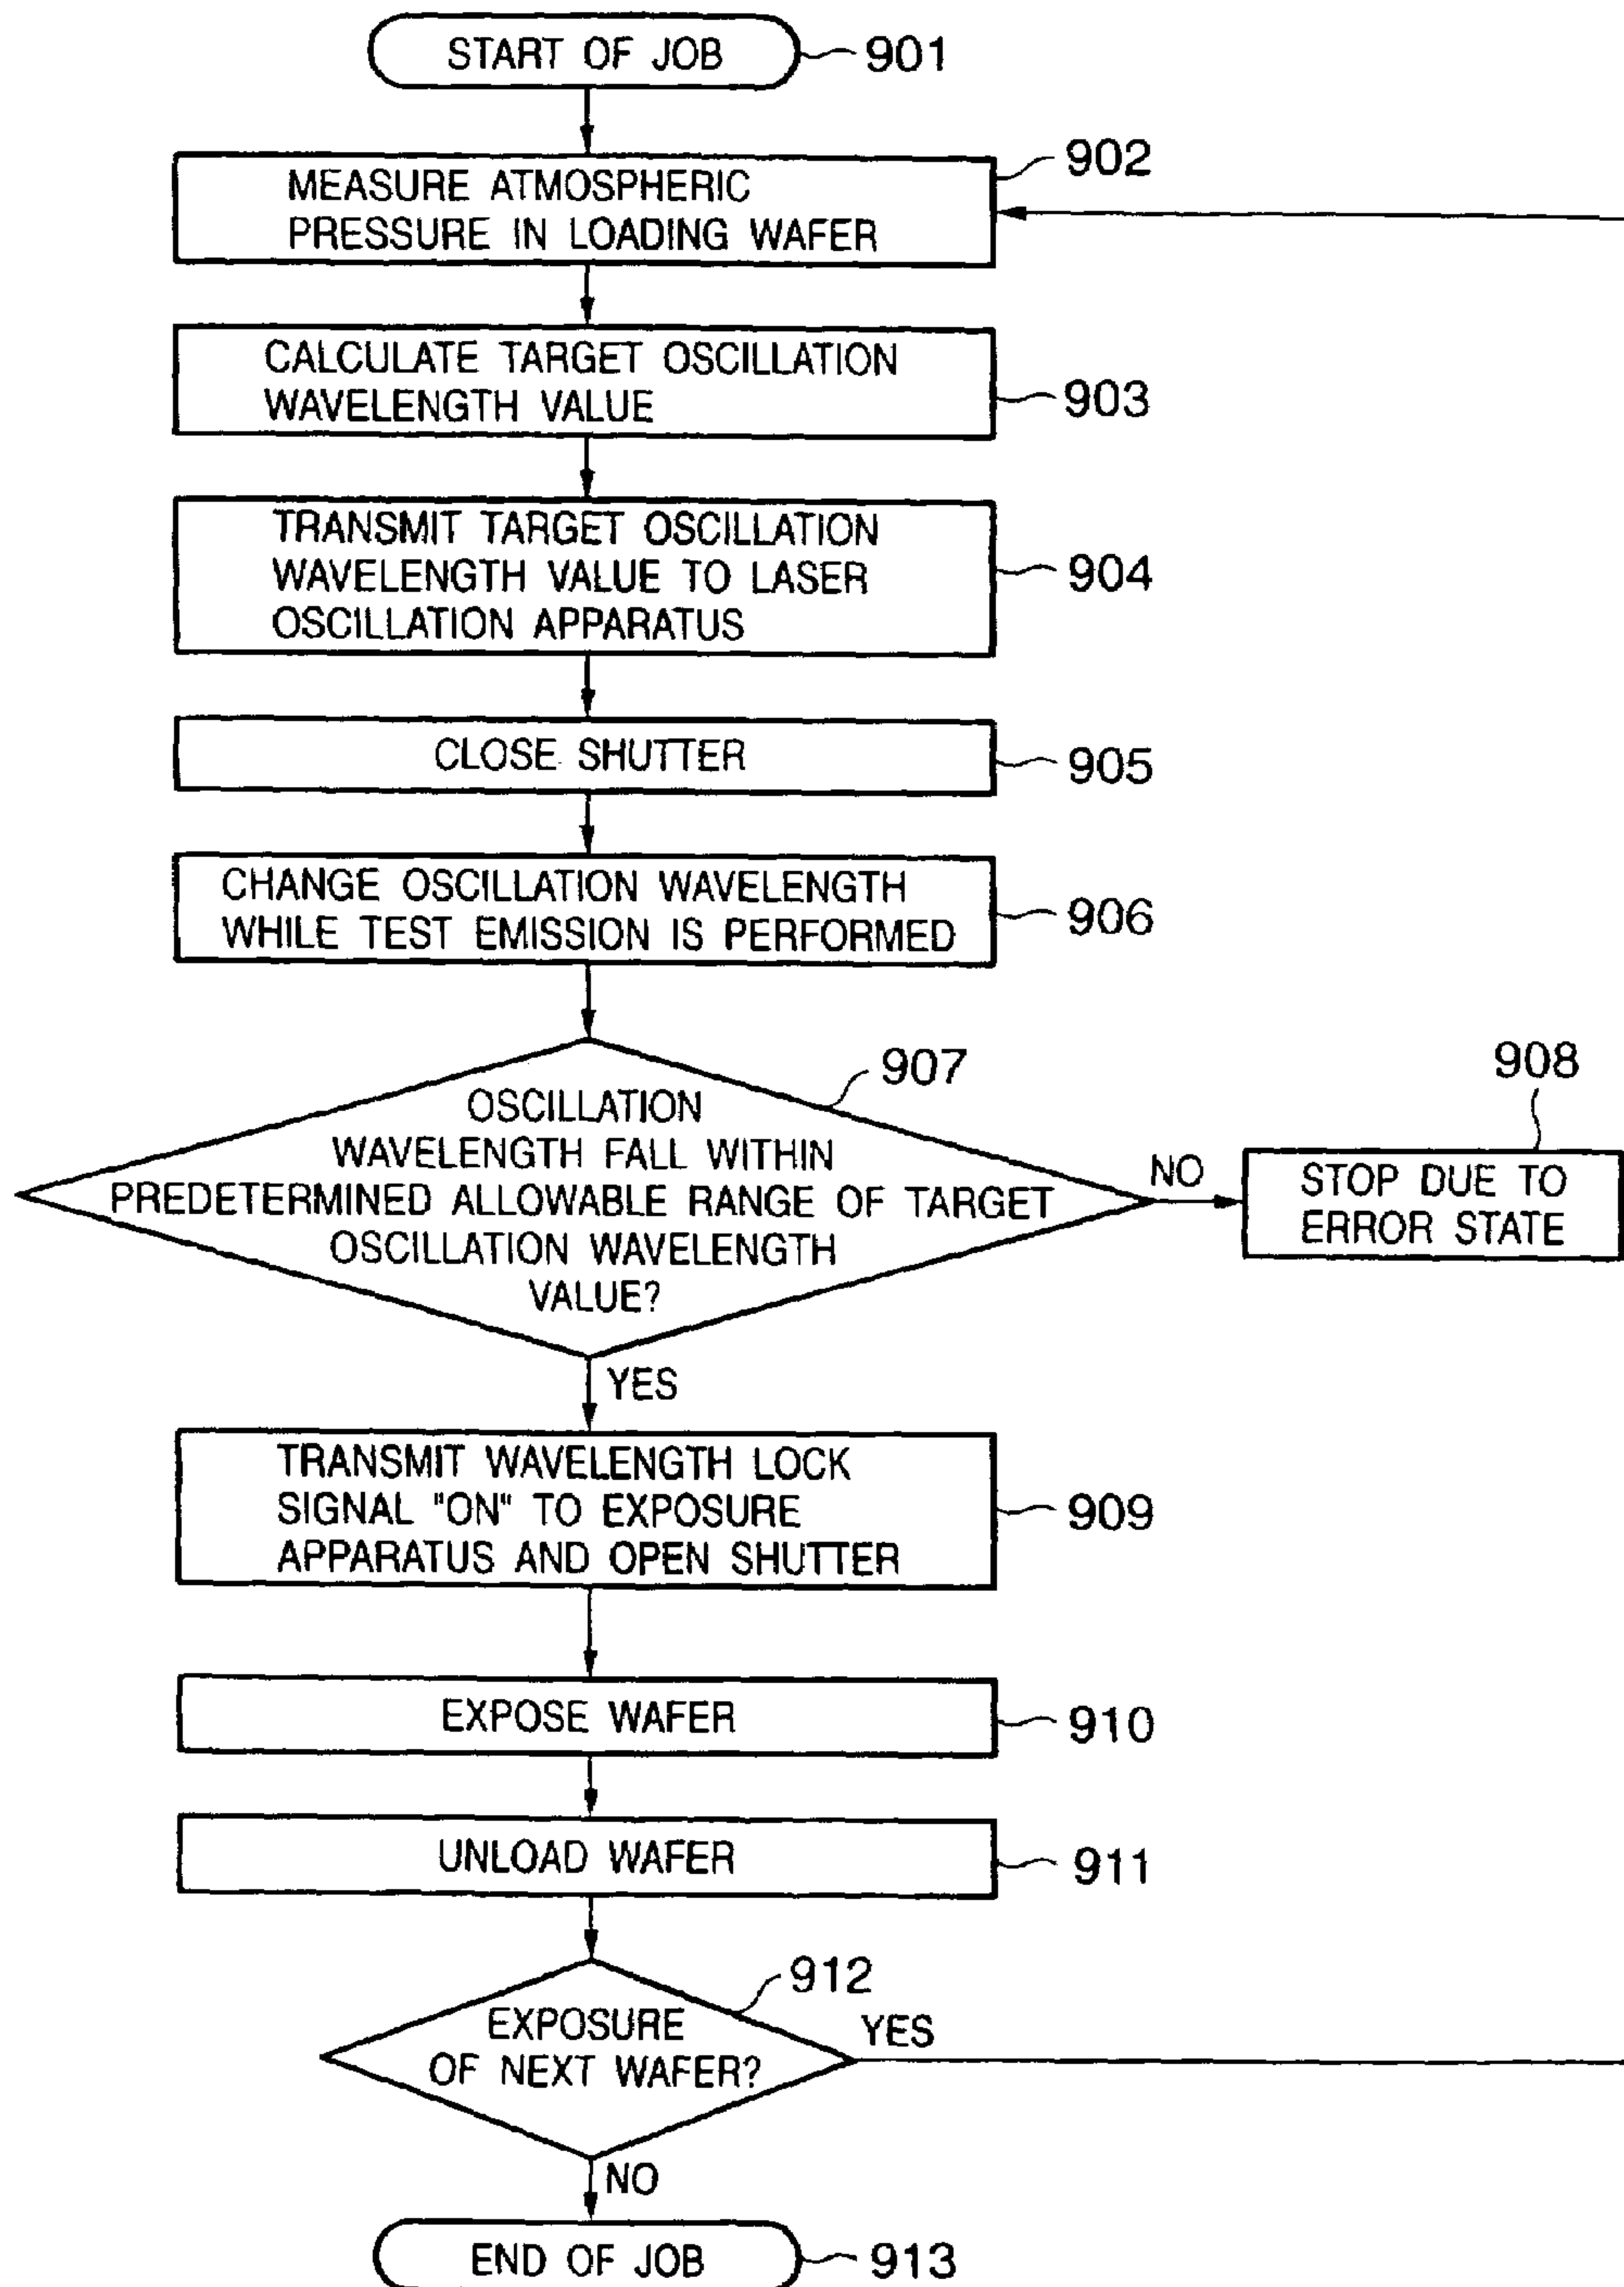 START OF JOB
901
MEASURE ATMOSPHERIC
PRESSURE IN LOADING WAFER
902
CALCULATE TARGET OSCILLATION
WAVELENGTH VALUE
903
TRANSMIT TARGET OSCILLATION
WAVELENGTH VALUE TO LASER
OSCILLATION APPARATUS
904
CLOSE SHUTTER
905
CHANGE OSCILLATION WAVELENGTH
WHILE TEST EMISSION IS PERFORMED
906
907
OSCILLATION
WAVELENGTH FALL WITHIN
PREDETERMINED ALLOWABLE RANGE OF TARGET
OSCILLATION WAVELENGTH
VALUE?
NO
908
STOP DUE TO
ERROR STATE
YES
TRANSMIT WAVELENGTH LOCK
SIGNAL "ON" TO EXPOSURE
APPARATUS AND OPEN SHUTTER
909
EXPOSE WAFER
910
UNLOAD WAFER
911
912
EXPOSURE
OF NEXT WAFER?
YES
NO
END OF JOB
913